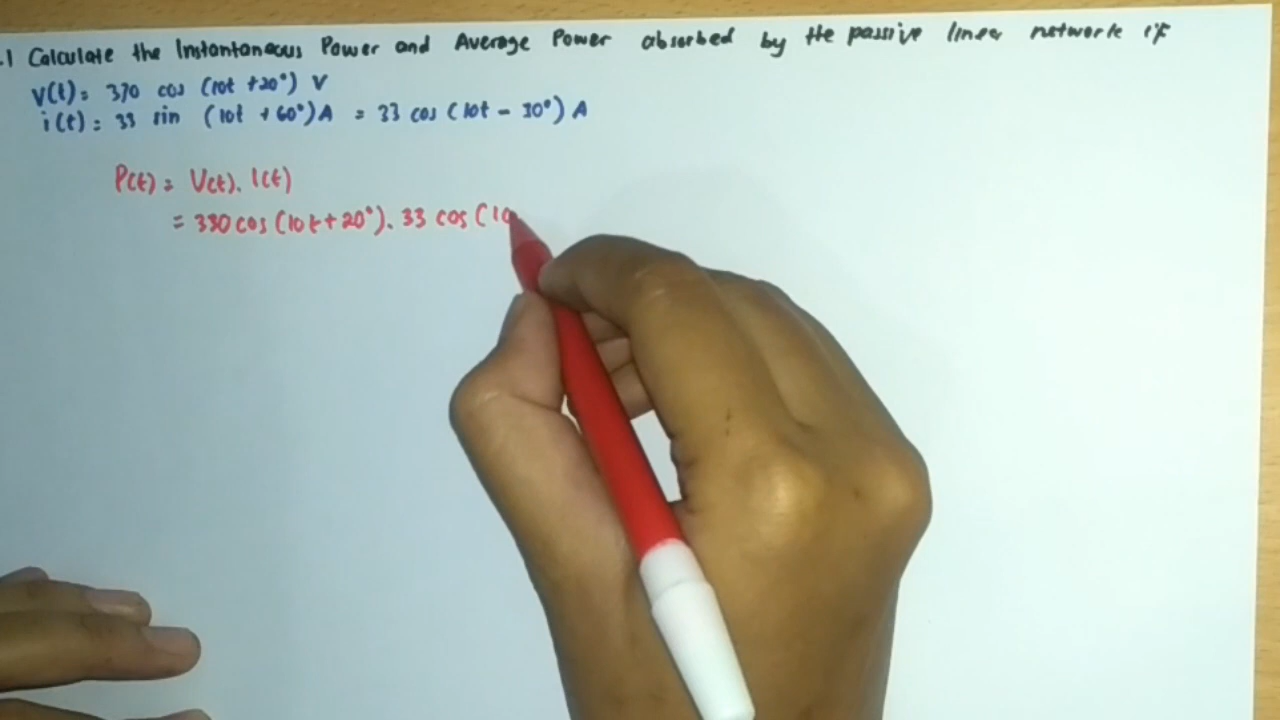 .1 Calculate the Instantaneous Power and Average Power absorbed by the passive linear network if
v(t) = 330 cos (10t +20°) V
i(t) = 33 sin (10t + 60°) A = 33 cos (10t - 30°) A
P(t) = V(t). I(t)
= 330 cos (10t + 20°). 33 cos (10